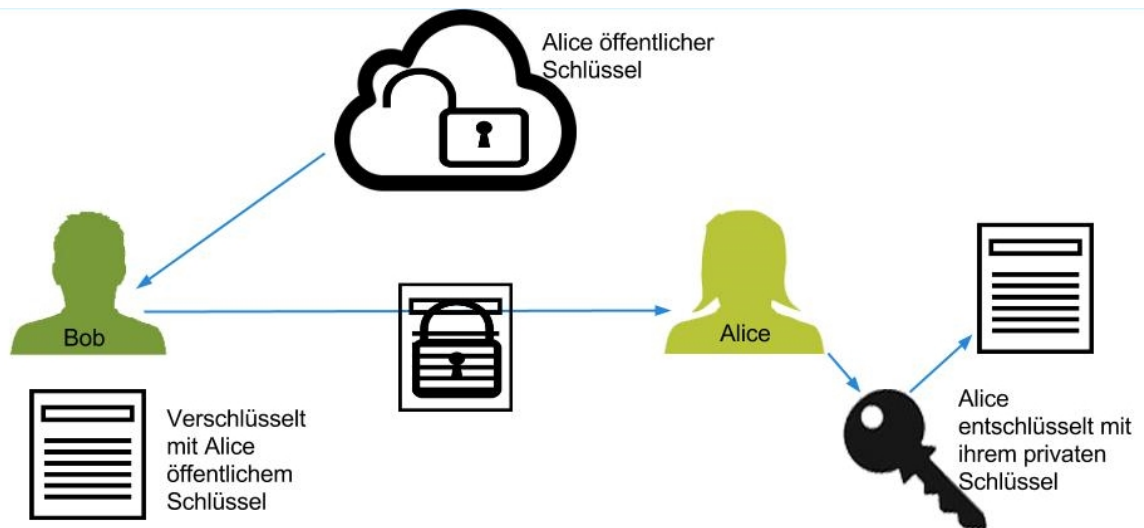 Alice öffentlicher
Schlüssel
Bob
Alice
Verschlüsselt
mit Alice
öffentlichem
Schlüssel
Alice
entschlüsselt mit
ihrem privaten
Schlüssel